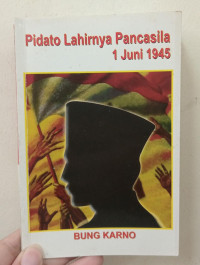 Pidato Lahirnya Pancasila
1 Juni 1945
BUNG KARNO